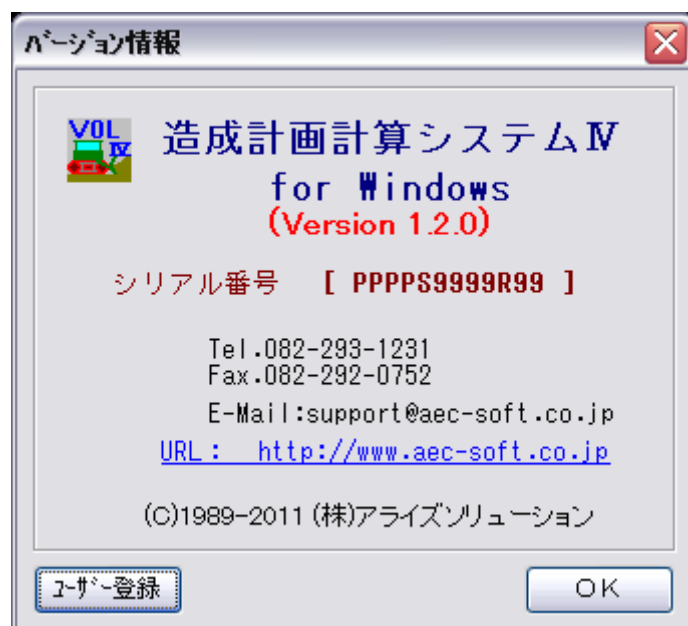 ﾊﾞｰｼﾞｮﾝ情報
VOL
Ⅳ
造成計画計算システムⅣ
for Windows
(Version 1.2.0)
シリアル番号 [ PPPPS9999R99 ]
Tel.082-293-1231
Fax.082-292-0752
E-Mail:support@aec-soft.co.jp
URL： http://www.aec-soft.co.jp
(C)1989-2011 (株)アライズソリューション
ﾕｰｻﾞｰ登録
OK